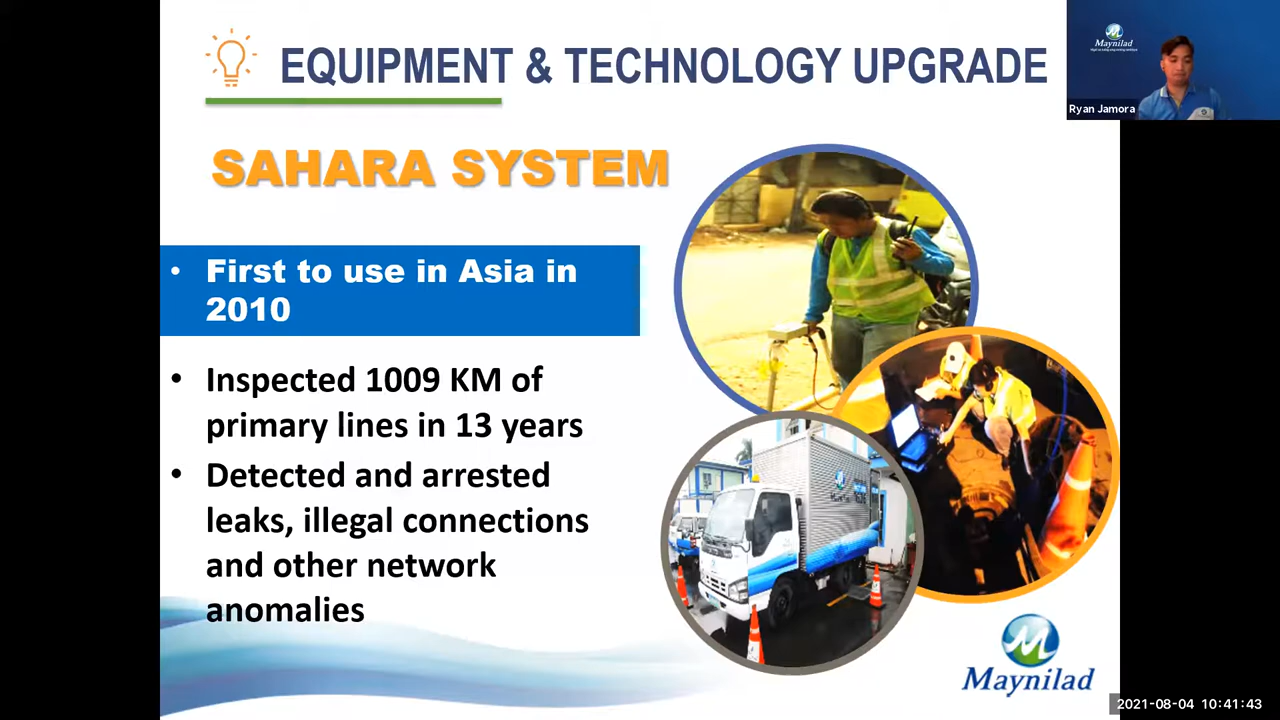 EQUIPMENT & TECHNOLOGY UPGRADE
Maynilad
Ryan Jamora
SAHARA SYSTEM
• First to use in Asia in
2010
• Inspected 1009 KM of
primary lines in 13 years
• Detected and arrested
leaks, illegal connections
and other network
anomalies
Maynilad
2021-08-04 10:41:43